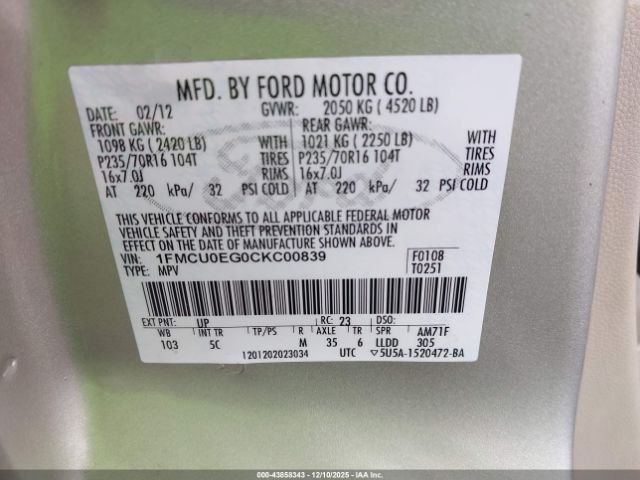 MFD. BY FORD MOTOR CO.
DATE: 02/12 GVWR: 2050 KG ( 4520 LB)
FRONT GAWR: REAR GAWR:
1098 KG ( 2420 LB) WITH 1021 KG ( 2250 LB) WITH
P235/70R16 104T TIRES P235/70R16 104T TIRES
16x7.0J RIMS 16x7.0J RIMS
AT 220 kPa/ 32 PSI COLD AT 220 kPa/ 32 PSI COLD
THIS VEHICLE CONFORMS TO ALL APPLICABLE FEDERAL MOTOR
VEHICLE SAFETY AND THEFT PREVENTION STANDARDS IN
EFFECT ON THE DATE OF MANUFACTURE SHOWN ABOVE.
VIN: 1FMCU0EG0CKC00839 F0108
TYPE: MPV T0251
EXT PNT: UP RC: 23 DSO:
WB INT TR TP/PS R AXLE TR SPR AM71F
103 5C M 35 6 LLDD 305
1201202023034 UTC ▽5U5A-1520472-BA
000-43858343 - 12/10/2025 - IAAI.COM